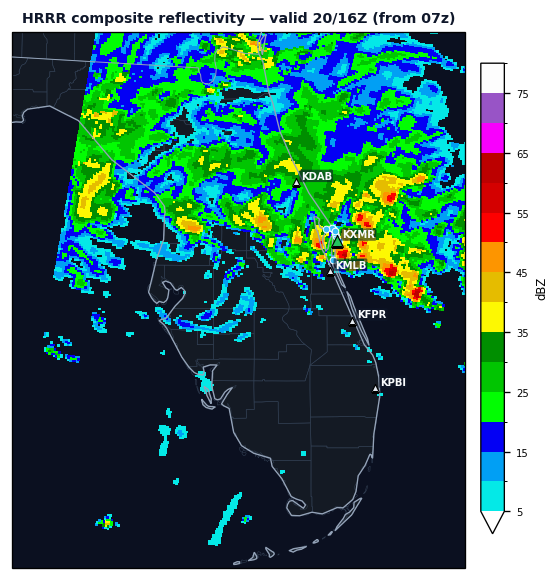 HRRR composite reflectivity — valid 20/16Z (from 07z)
KDAB
KXMR
KMLB
KFPR
KPBI
75
65
55
45
35
25
15
5
dBZ